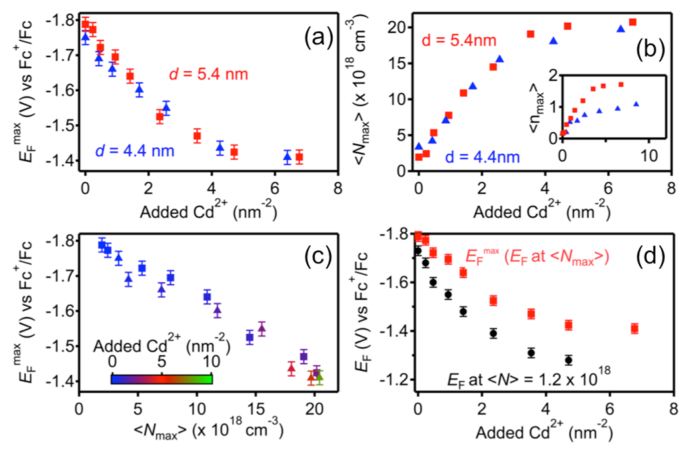 (a)
d = 5.4 nm
d = 4.4 nm
E_F^max (V) vs Fc⁺/Fc
-1.8
-1.7
-1.6
-1.5
-1.4
0 2 4 6 8
Added Cd²⁺ (nm⁻²)
(b)
d = 5.4nm
d = 4.4nm
<N_max> (x 10¹⁸ cm⁻³)
20
15
10
5
0
0 2 4 6 8
Added Cd²⁺ (nm⁻²)
<n_max>
2
1
0
0 5 10
(c)
E_F^max (V) vs Fc⁺/Fc
-1.8
-1.7
-1.6
-1.5
-1.4
Added Cd²⁺ (nm⁻²)
0 5 10
0 5 10 15 20
<N_max> (x 10¹⁸ cm⁻³)
(d)
E_F^max (E_F at <N_max>)
E_F at <N> = 1.2 x 10¹⁸
E_F (V) vs Fc⁺/Fc
-1.8
-1.6
-1.4
-1.2
0 2 4 6 8
Added Cd²⁺ (nm⁻²)